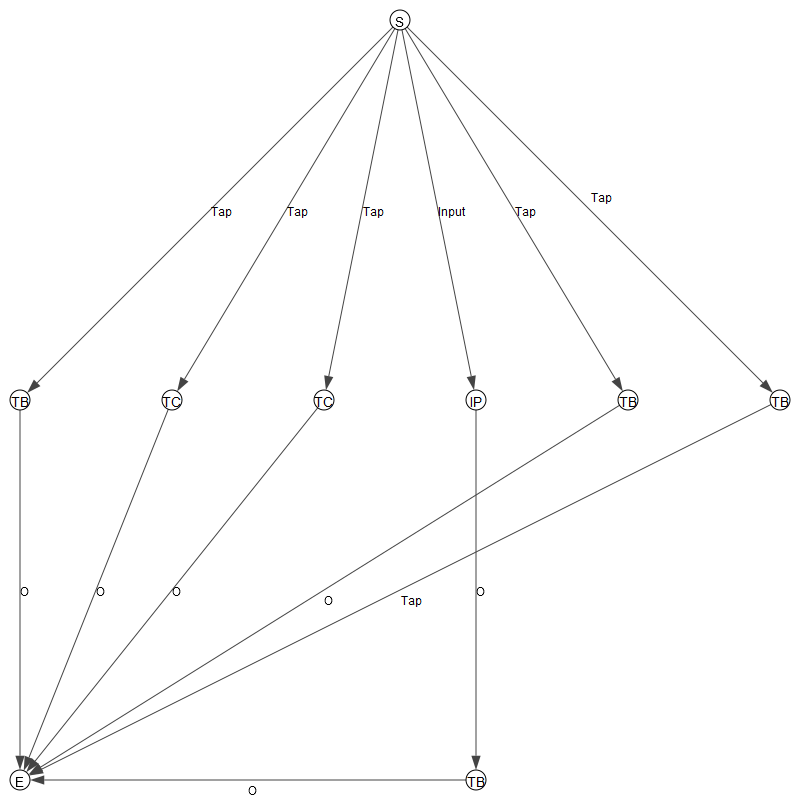 S
Tap
Tap Tap Tap Input Tap
TB TC TC IP TB TB
O O O O
O Tap
E TB
O